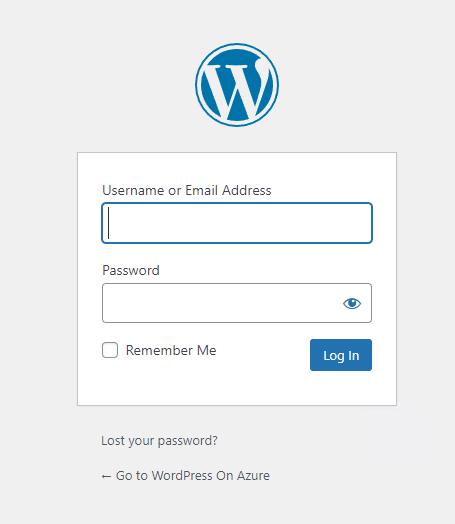 Username or Email Address
Password
Remember Me
Log In
Lost your password?
← Go to WordPress On Azure